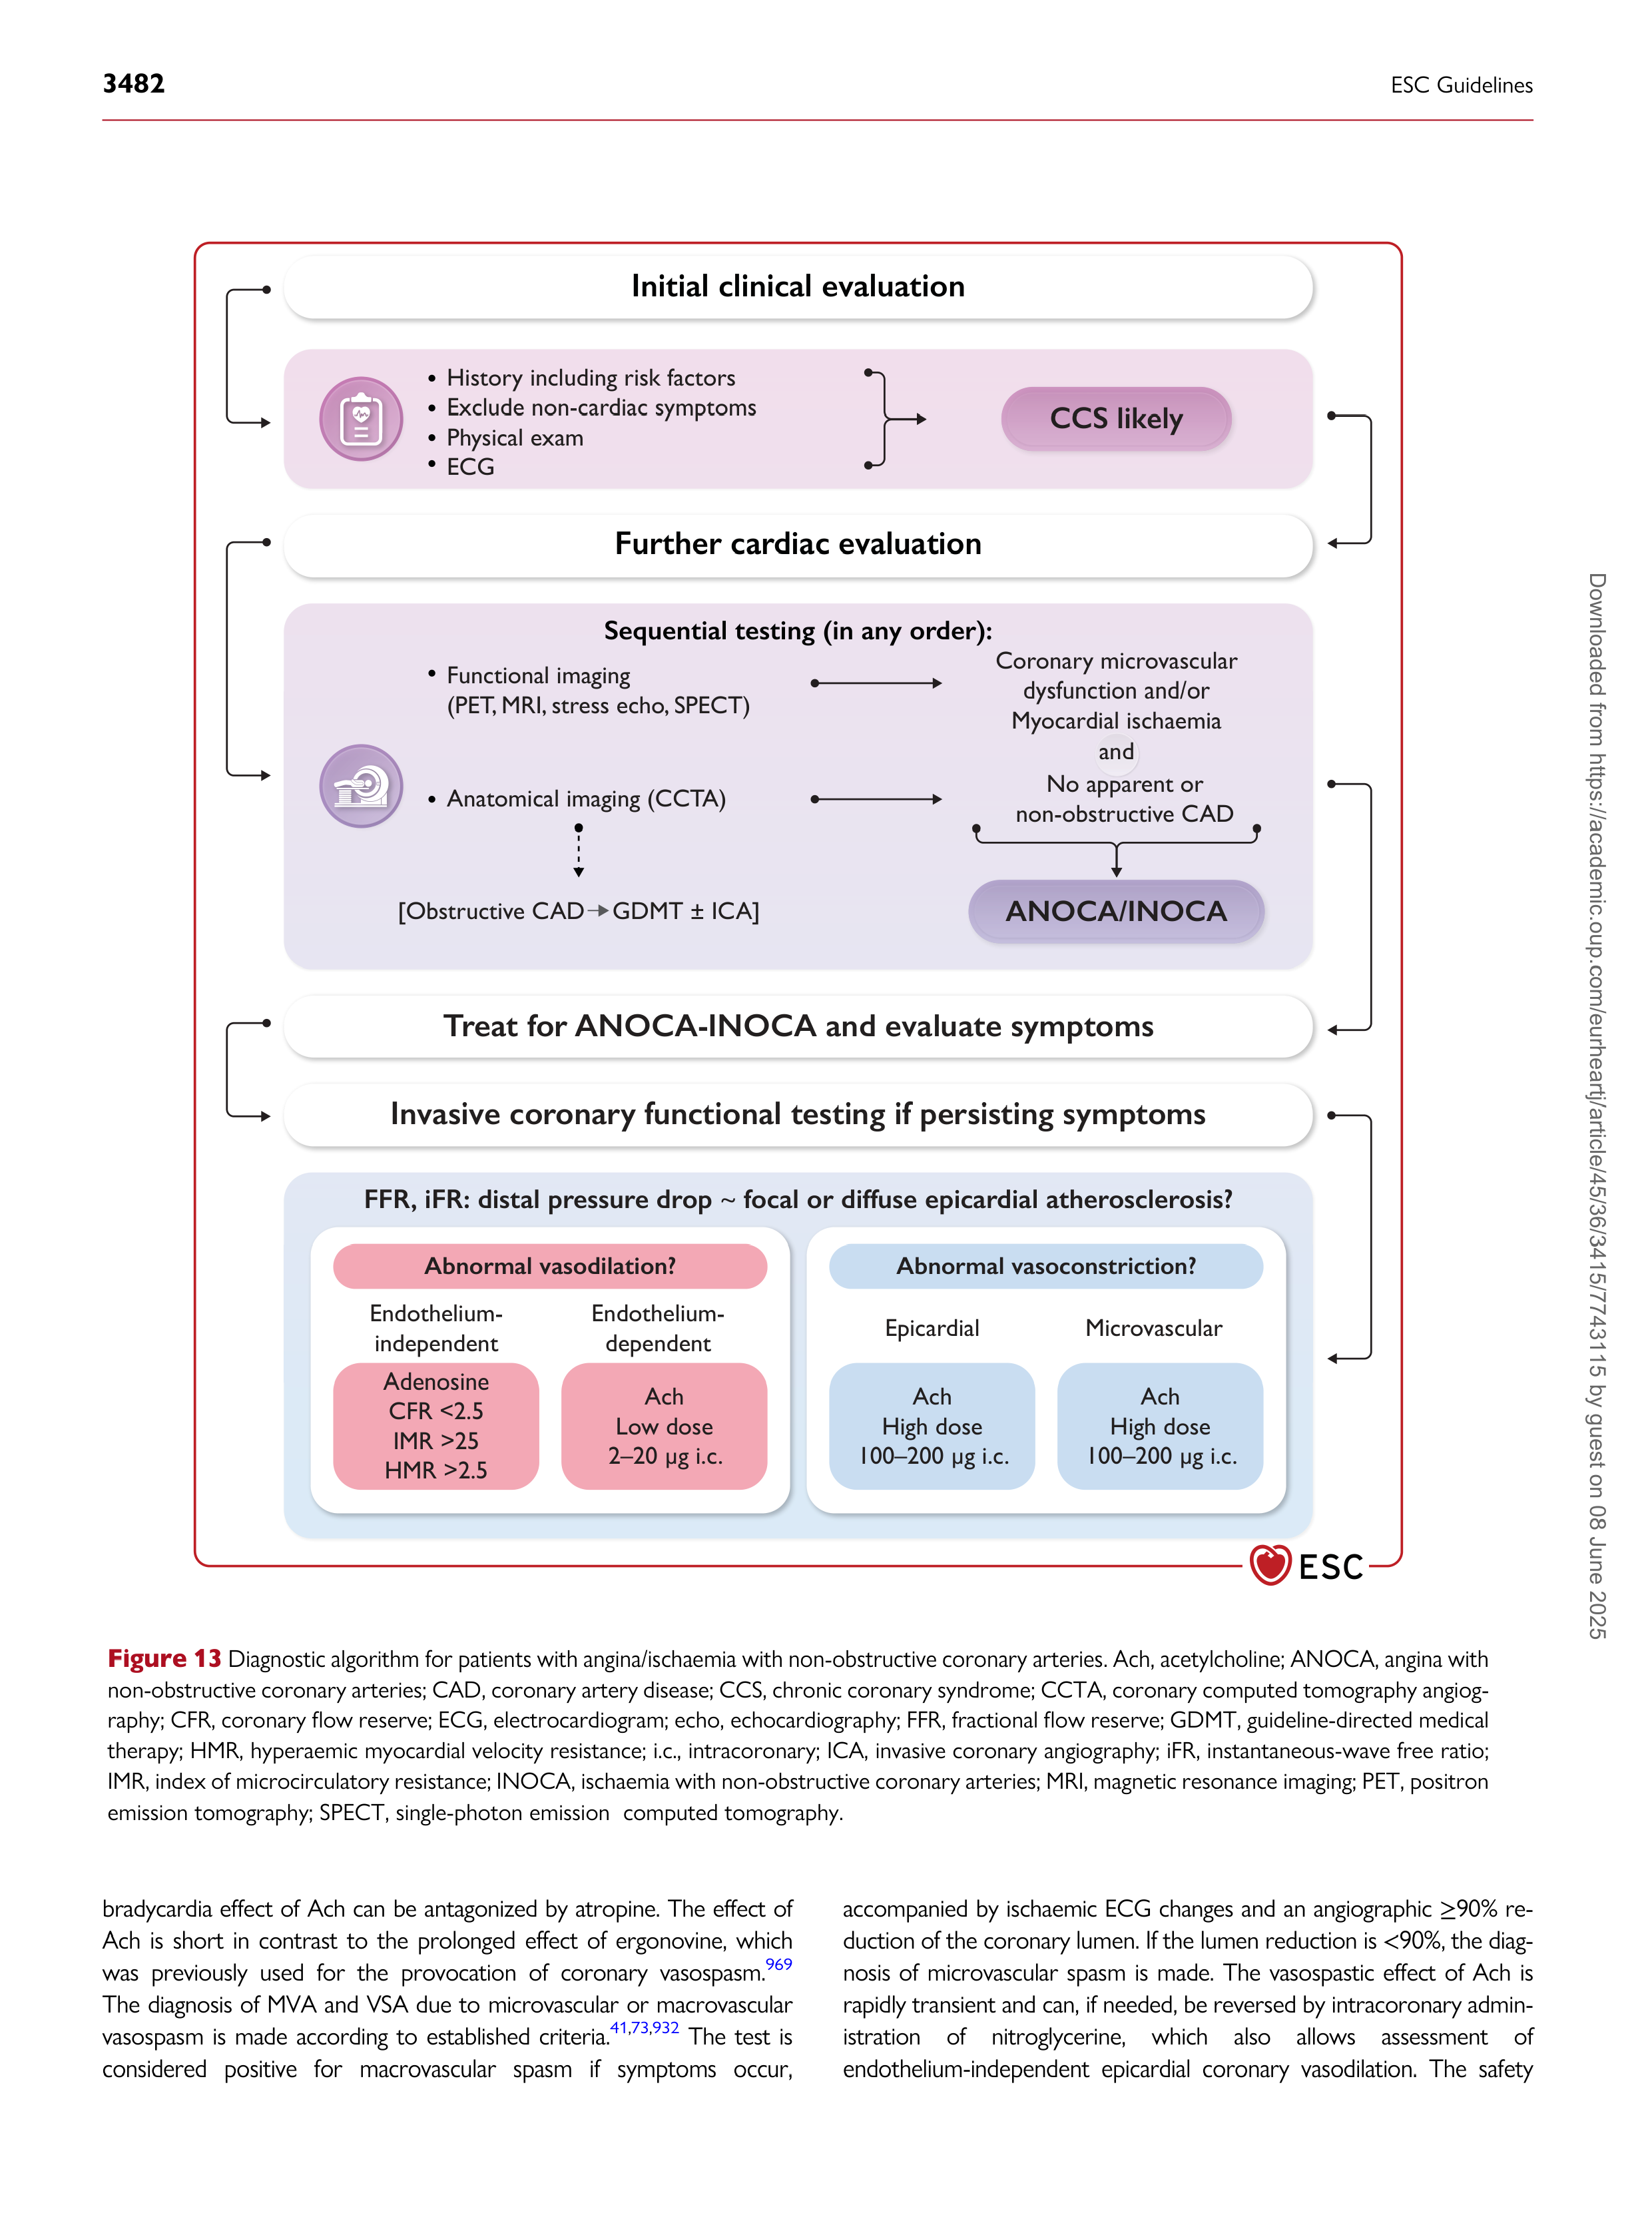 3482
ESC Guidelines
Initial clinical evaluation
• History including risk factors
• Exclude non-cardiac symptoms
• Physical exam
• ECG
CCS likely
Further cardiac evaluation
Sequential testing (in any order):
• Functional imaging
(PET, MRI, stress echo, SPECT)
Coronary microvascular
dysfunction and/or
Myocardial ischaemia
and
No apparent or
non-obstructive CAD
• Anatomical imaging (CCTA)
[Obstructive CAD→GDMT ± ICA]
ANOCA/INOCA
Treat for ANOCA-INOCA and evaluate symptoms
Invasive coronary functional testing if persisting symptoms
FFR, iFR: distal pressure drop ~ focal or diffuse epicardial atherosclerosis?
Abnormal vasodilation?
Endothelium-
independent
Adenosine
CFR <2.5
IMR >25
HMR >2.5
Endothelium-
dependent
Ach
Low dose
2–20 µg i.c.
Abnormal vasoconstriction?
Epicardial
Ach
High dose
100–200 µg i.c.
Microvascular
Ach
High dose
100–200 µg i.c.
ESC
Figure 13 Diagnostic algorithm for patients with angina/ischaemia with non-obstructive coronary arteries. Ach, acetylcholine; ANOCA, angina with
non-obstructive coronary arteries; CAD, coronary artery disease; CCS, chronic coronary syndrome; CCTA, coronary computed tomography angiog-
raphy; CFR, coronary flow reserve; ECG, electrocardiogram; echo, echocardiography; FFR, fractional flow reserve; GDMT, guideline-directed medical
therapy; HMR, hyperaemic myocardial velocity resistance; i.c., intracoronary; ICA, invasive coronary angiography; iFR, instantaneous-wave free ratio;
IMR, index of microcirculatory resistance; INOCA, ischaemia with non-obstructive coronary arteries; MRI, magnetic resonance imaging; PET, positron
emission tomography; SPECT, single-photon emission computed tomography.
bradycardia effect of Ach can be antagonized by atropine. The effect of
Ach is short in contrast to the prolonged effect of ergonovine, which
was previously used for the provocation of coronary vasospasm.969
The diagnosis of MVA and VSA due to microvascular or macrovascular
vasospasm is made according to established criteria.41,73,932 The test is
considered positive for macrovascular spasm if symptoms occur,
accompanied by ischaemic ECG changes and an angiographic ≥90% re-
duction of the coronary lumen. If the lumen reduction is <90%, the diag-
nosis of microvascular spasm is made. The vasospastic effect of Ach is
rapidly transient and can, if needed, be reversed by intracoronary admin-
istration of nitroglycerine, which also allows assessment of
endothelium-independent epicardial coronary vasodilation. The safety
Downloaded from https://academic.oup.com/eurheartj/article/45/36/3415/7743115 by guest on 08 June 2025